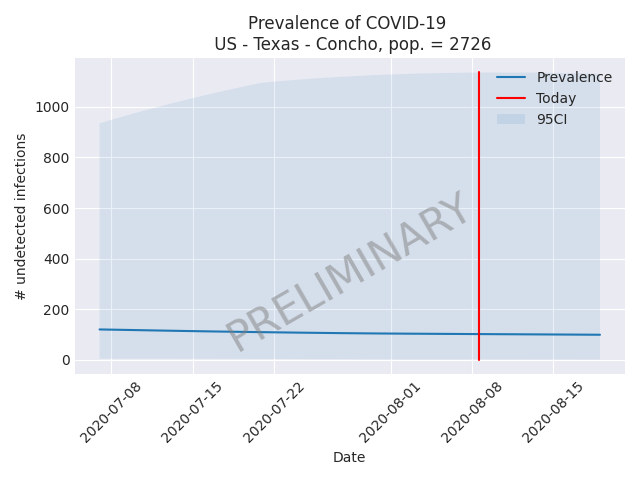 Prevalence of COVID-19
US - Texas - Concho, pop. = 2726
Prevalence
Today
95CI
1000
800
600
400
200
0
# undetected infections
PRELIMINARY
2020-07-08
2020-07-15
2020-07-22
2020-08-01
2020-08-08
2020-08-15
Date